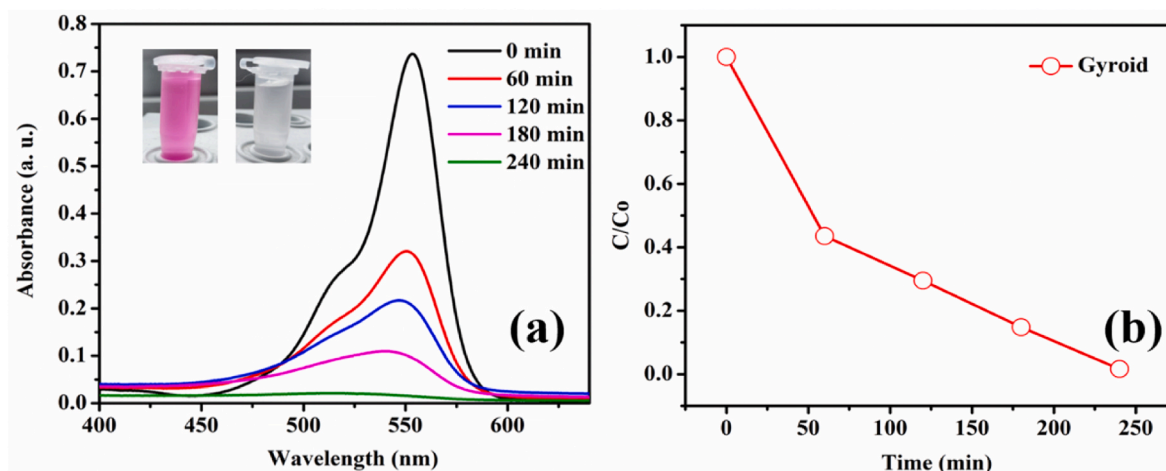 0.8
0.7
0.6
0.5
0.4
0.3
0.2
0.1
0.0
Absorbance (a. u.)
400
450
500
550
600
Wavelength (nm)
0 min
60 min
120 min
180 min
240 min
(a)
1.0
0.8
0.6
0.4
0.2
0.0
C/Co
0
50
100
150
200
250
Time (min)
Gyroid
(b)